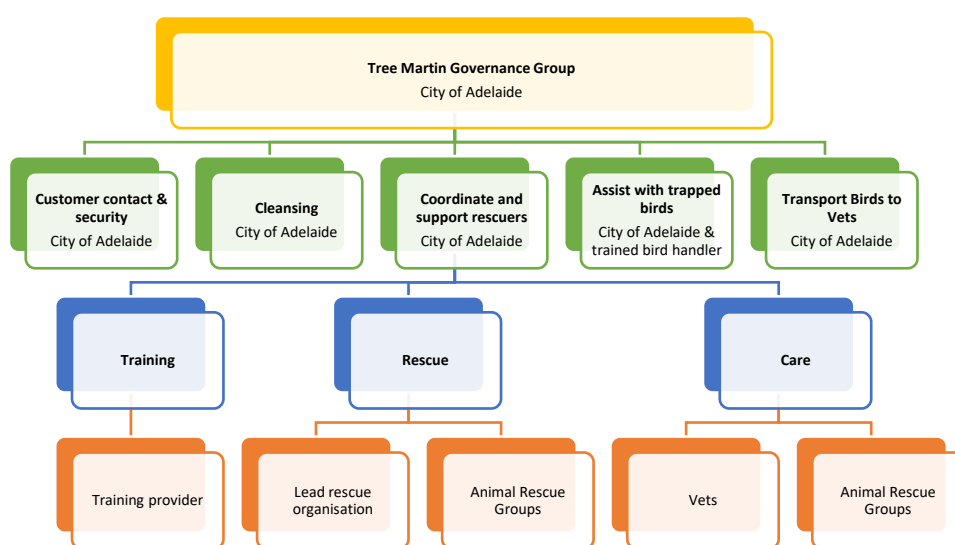 Tree Martin Governance Group
City of Adelaide
Customer contact &
security
City of Adelaide
Cleansing
City of Adelaide
Coordinate and
support rescuers
City of Adelaide
Assist with trapped
birds
City of Adelaide &
trained bird handler
Transport Birds to
Vets
City of Adelaide
Training
Rescue
Care
Training provider
Lead rescue
organisation
Animal Rescue
Groups
Vets
Animal Rescue
Groups